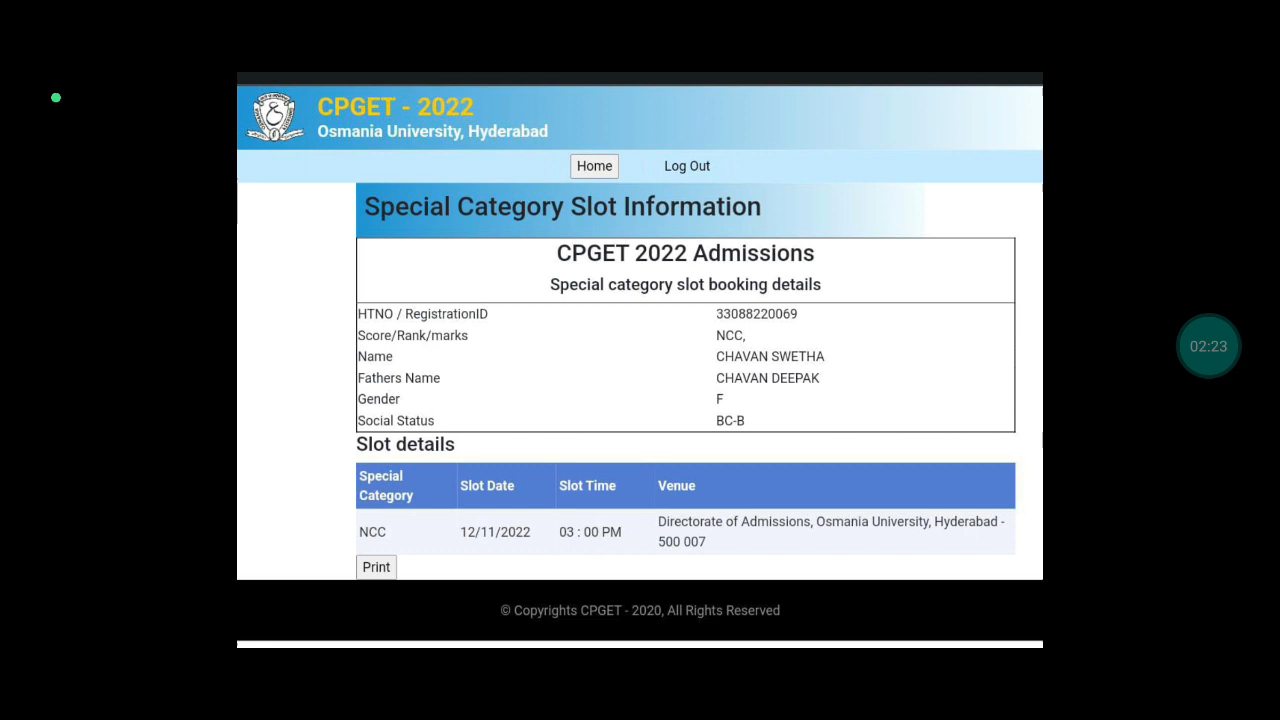 CPGET - 2022
Osmania University, Hyderabad
Home Log Out
Special Category Slot Information
CPGET 2022 Admissions
Special category slot booking details
HTNO / RegistrationID 33088220069
Score/Rank/marks NCC,
Name CHAVAN SWETHA
Fathers Name CHAVAN DEEPAK
Gender F
Social Status BC-B
Slot details
Special Category Slot Date Slot Time Venue
NCC 12/11/2022 03 : 00 PM Directorate of Admissions, Osmania University, Hyderabad -
500 007
Print
© Copyrights CPGET - 2020, All Rights Reserved
02:23